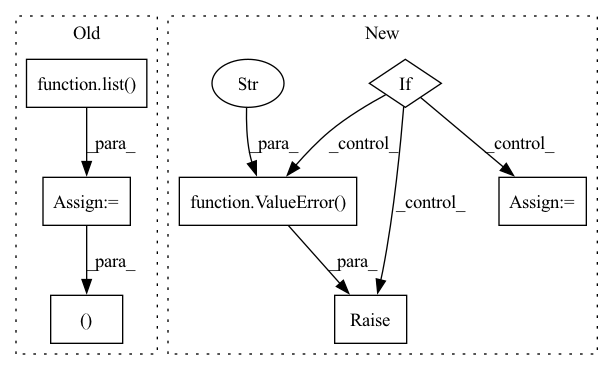 Old
New
function.list()
Str
If
_para_
_para_
_control_
_control_
Assign:=
function.ValueError()
_control_
Assign:=
_para_
_para_
()
Raise